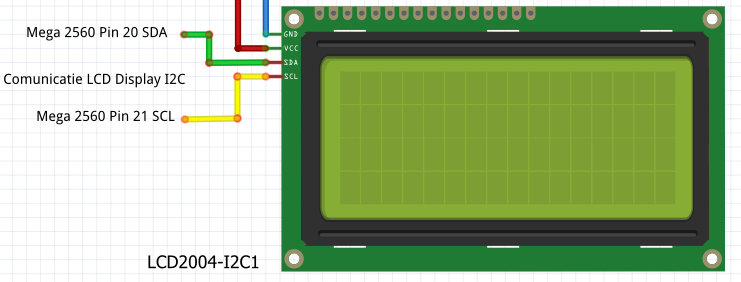 Mega 2560 Pin 20 SDA
GND
VCC
SDA
Comunicatie LCD Display I2C
SCL
Mega 2560 Pin 21 SCL
LCD2004-I2C1